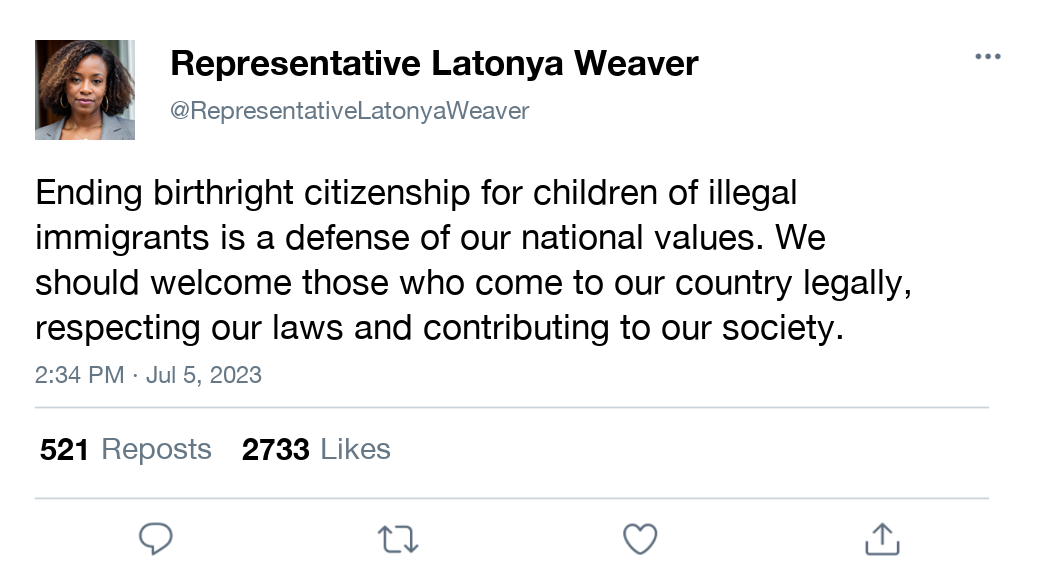 Representative Latonya Weaver
@RepresentativeLatonyaWeaver
Ending birthright citizenship for children of illegal
immigrants is a defense of our national values. We
should welcome those who come to our country legally,
respecting our laws and contributing to our society.
2:34 PM · Jul 5, 2023
521 Reposts 2733 Likes